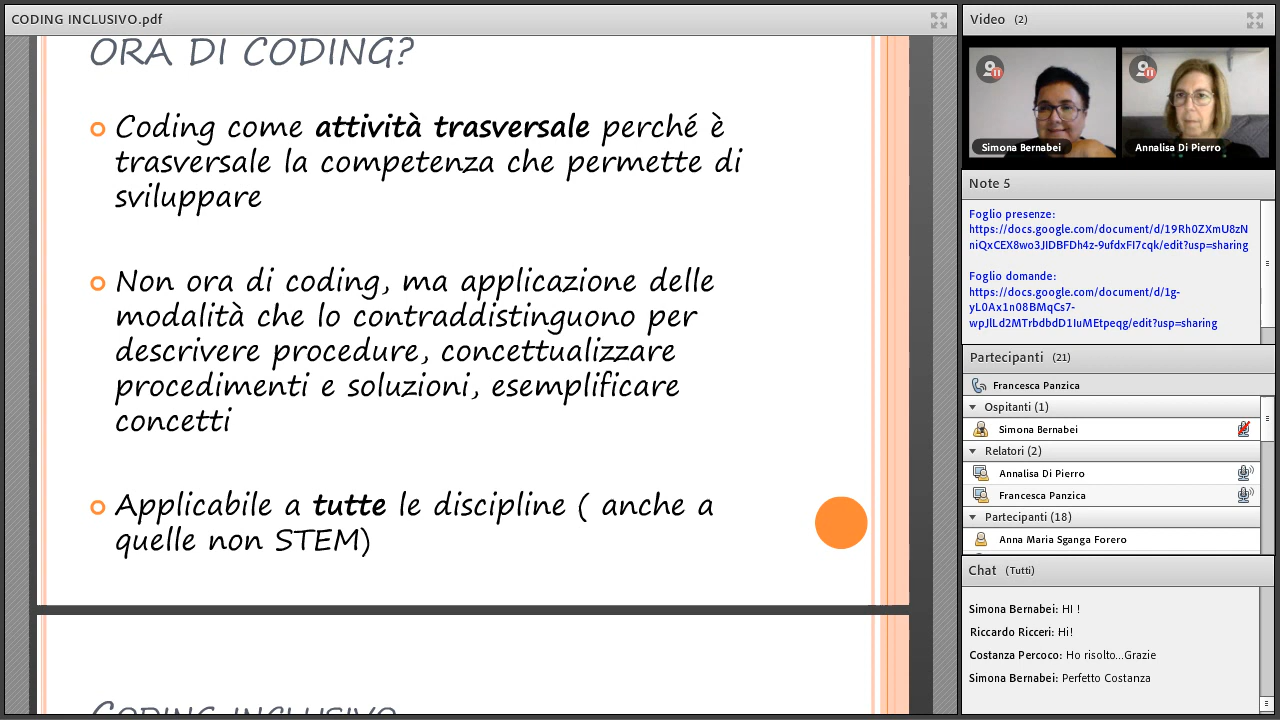 CODING INCLUSIVO.pdf
ORA DI CODING?
Coding come attività trasversale perché è
trasversale la competenza che permette di
sviluppare
Non ora di coding, ma applicazione delle
modalità che lo contraddistinguono per
descrivere procedure, concettualizzare
procedimenti e soluzioni, esemplificare
concetti
Applicabile a tutte le discipline ( anche a
quelle non STEM)
CODING INCLUSIVO
Video (2)
Simona Bernabei
Annalisa Di Pierro
Note 5
Foglio presenze:
https://docs.google.com/document/d/19Rh0ZXmU8zN
niQxCEX8wo3JIDBFDh4z-9ufdxFI7cqk/edit?usp=sharing
Foglio domande:
https://docs.google.com/document/d/1g-
yL0Ax1n08BMqCs7-
wpJlLd2MTrbdbdD1IuMEtpeqg/edit?usp=sharing
Partecipanti (21)
Francesca Panzica
Ospitanti (1)
Simona Bernabei
Relatori (2)
Annalisa Di Pierro
Francesca Panzica
Partecipanti (18)
Anna Maria Sganga Forero
Chat (Tutti)
Simona Bernabei: HI !
Riccardo Ricceri: Hi!
Costanza Percoco: Ho risolto...Grazie
Simona Bernabei: Perfetto Costanza